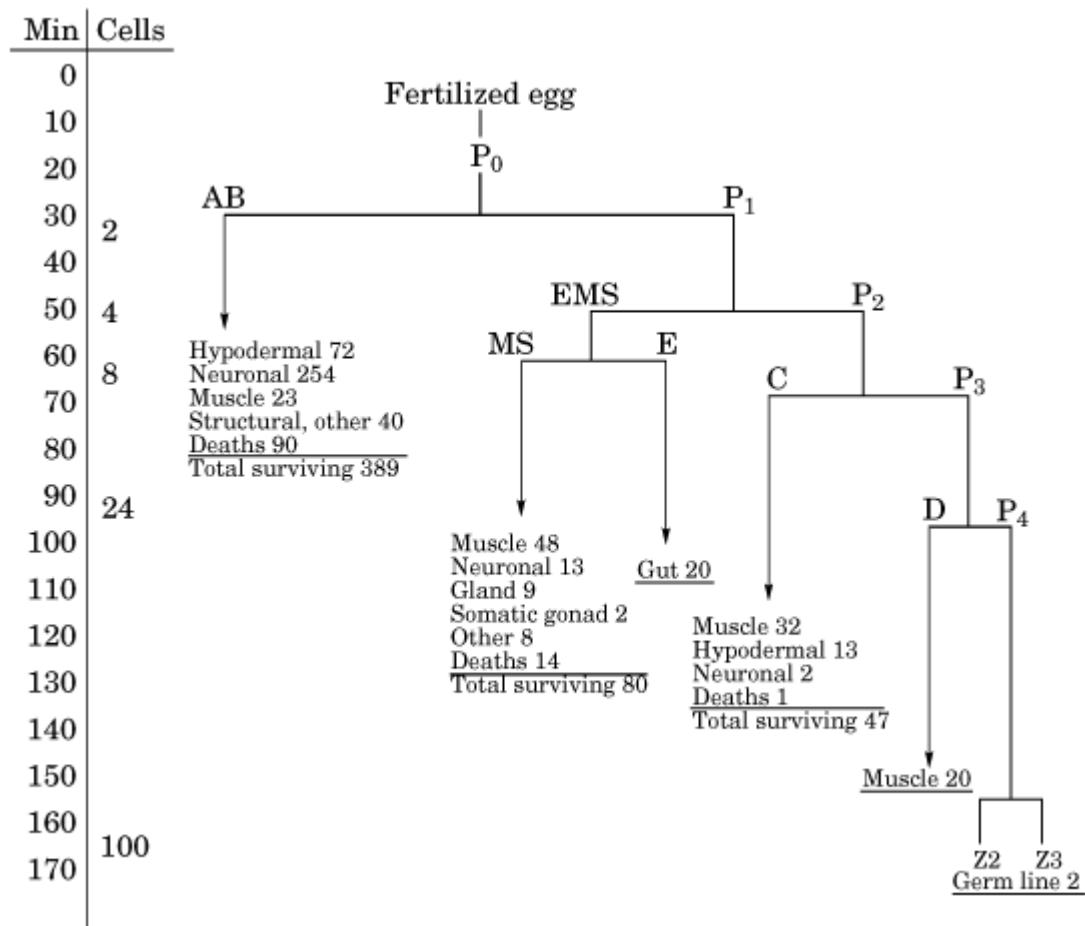 Min Cells
0
10
20
30
40
50
60
70
80
90
100
110
120
130
140
150
160
170
2
4
8
24
100
Fertilized egg
P0
AB
P1
EMS
P2
MS
E
C
P3
D
P4
Hypodermal 72
Neuronal 254
Muscle 23
Structural, other 40
Deaths 90
Total surviving 389
Muscle 48
Neuronal 13
Gland 9
Somatic gonad 2
Other 8
Deaths 14
Total surviving 80
Gut 20
Muscle 32
Hypodermal 13
Neuronal 2
Deaths 1
Total surviving 47
Muscle 20
Z2 Z3
Germ line 2